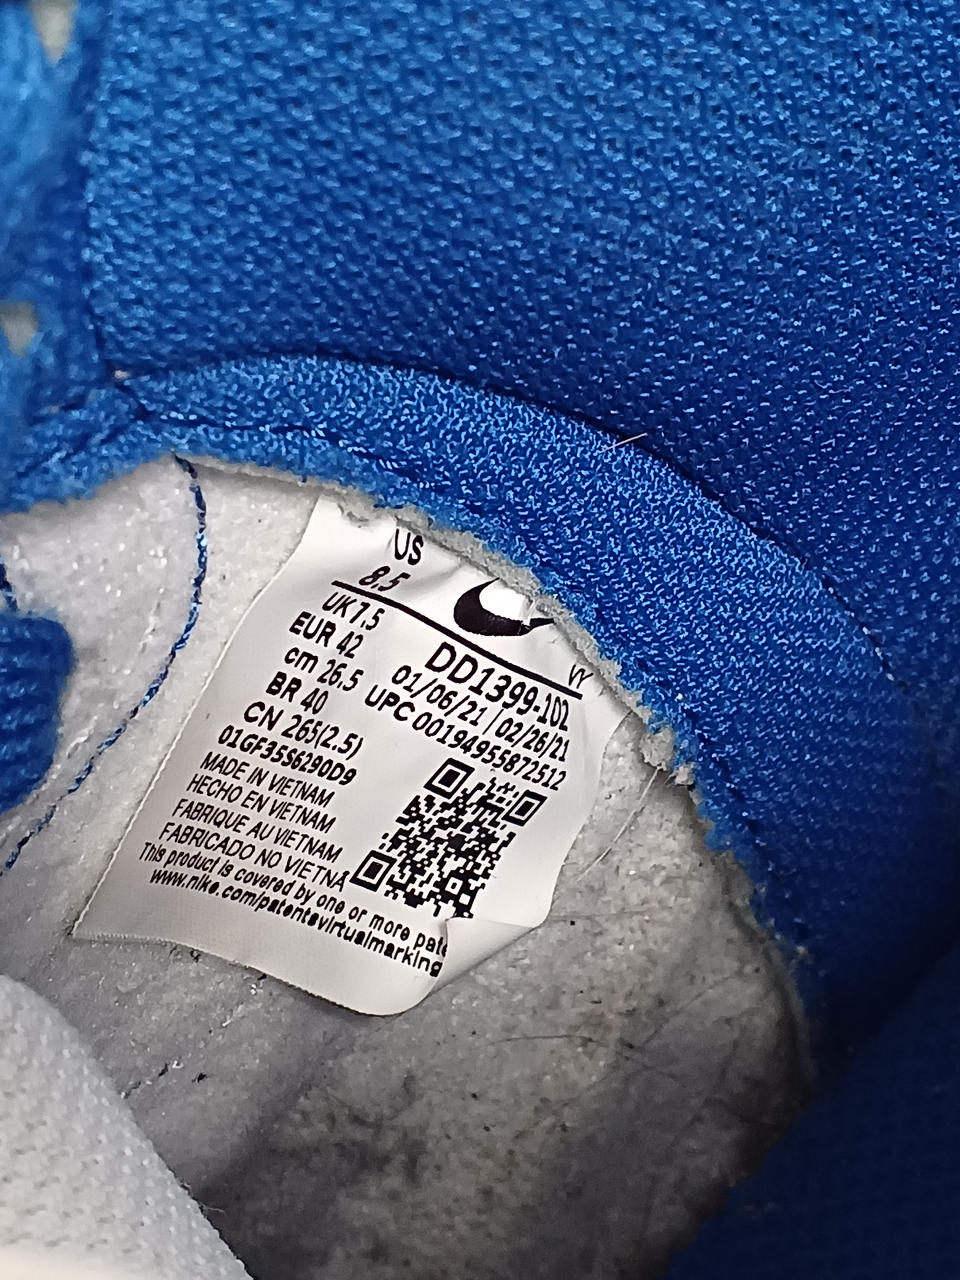 US
8.5
UK 7.5
EUR 42
cm 26.5
BR 40
CN 265(2.5)
01GF35S6290D9
VY
DD1399-102
01/06/21 | 02/26/21
UPC 00194955872512
MADE IN VIETNAM
HECHO EN VIETNAM
FABRIQUE AU VIETNAM
FABRICADO NO VIETNÃ
This product is covered by one or more pate
www.nike.com/patentsvirtualmarking